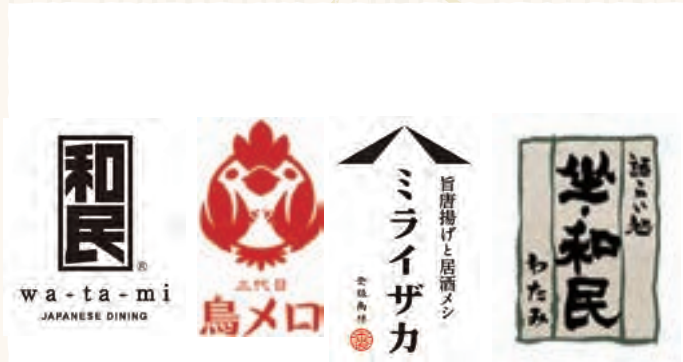 和民
®
wa-ta-mi
JAPANESE DINING
三代目
鳥メロ
旨唐揚げと居酒メシ
ミライザカ
語らい処
坐・和民
わたみ